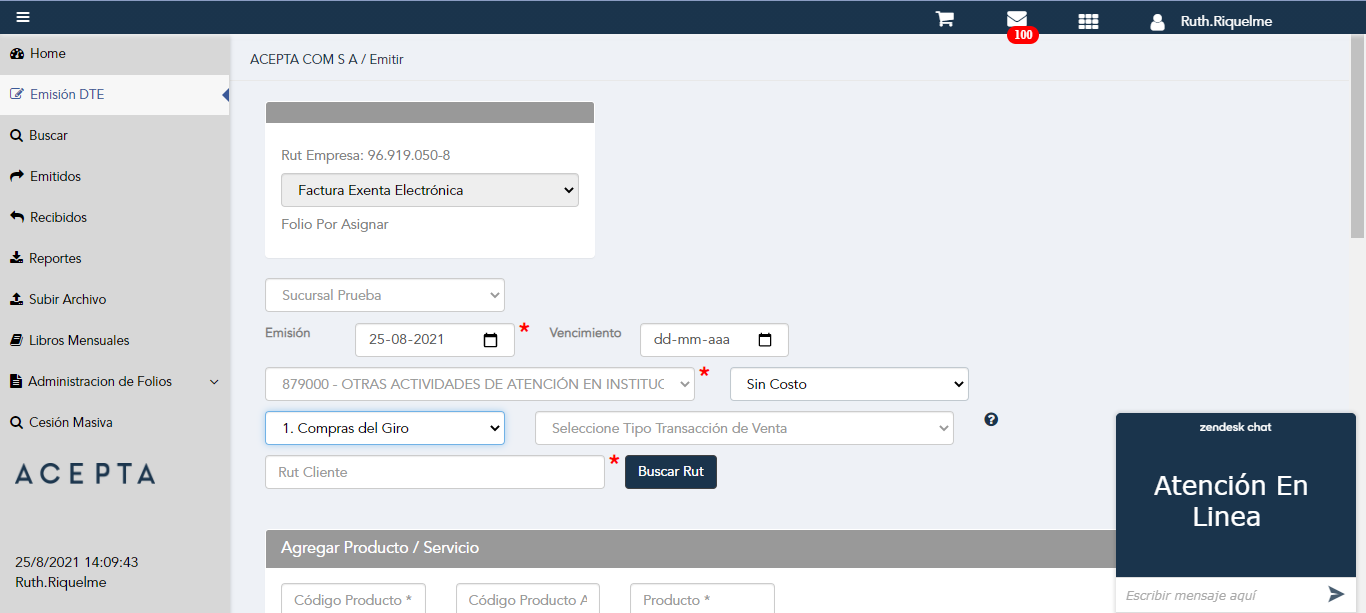 100
Ruth.Riquelme
Home
Emisión DTE
Buscar
Emitidos
Recibidos
Reportes
Subir Archivo
Libros Mensuales
Administracion de Folios
Cesión Masiva
ACEPTA
25/8/2021 14:09:43
Ruth.Riquelme
ACEPTA COM S A / Emitir
Rut Empresa: 96.919.050-8
Factura Exenta Electrónica
Folio Por Asignar
Sucursal Prueba
Emisión 25-08-2021 * Vencimiento dd-mm-aaa
879000 - OTRAS ACTIVIDADES DE ATENCIÓN EN INSTITUC * Sin Costo
1. Compras del Giro Seleccione Tipo Transacción de Venta ?
Rut Cliente * Buscar Rut
Agregar Producto / Servicio
Código Producto * Código Producto A Producto *
zendesk chat
Atención En
Linea
Escribir mensaje aquí